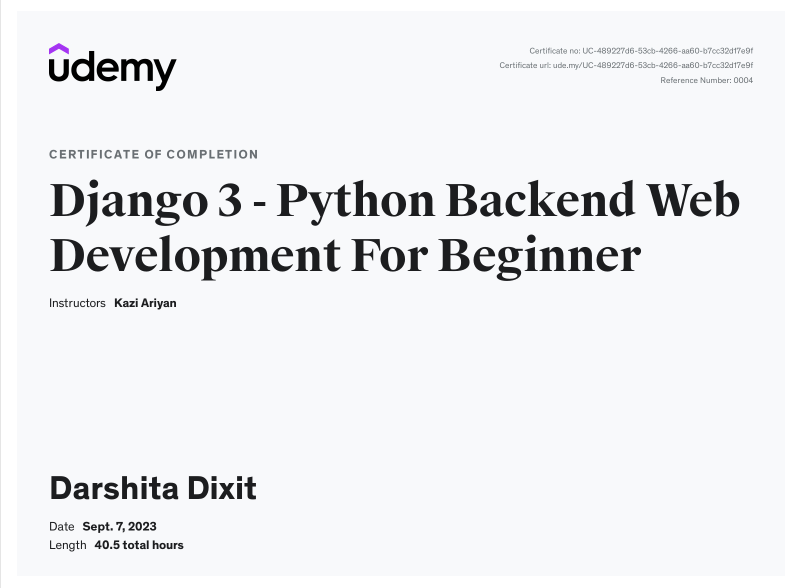 udemy
Certificate no: UC-489227d6-53cb-4266-aa60-b7cc32d17e9f
Certificate url: ude.my/UC-489227d6-53cb-4266-aa60-b7cc32d17e9f
Reference Number: 0004
CERTIFICATE OF COMPLETION
Django 3 - Python Backend Web
Development For Beginner
Instructors Kazi Ariyan
Darshita Dixit
Date Sept. 7, 2023
Length 40.5 total hours